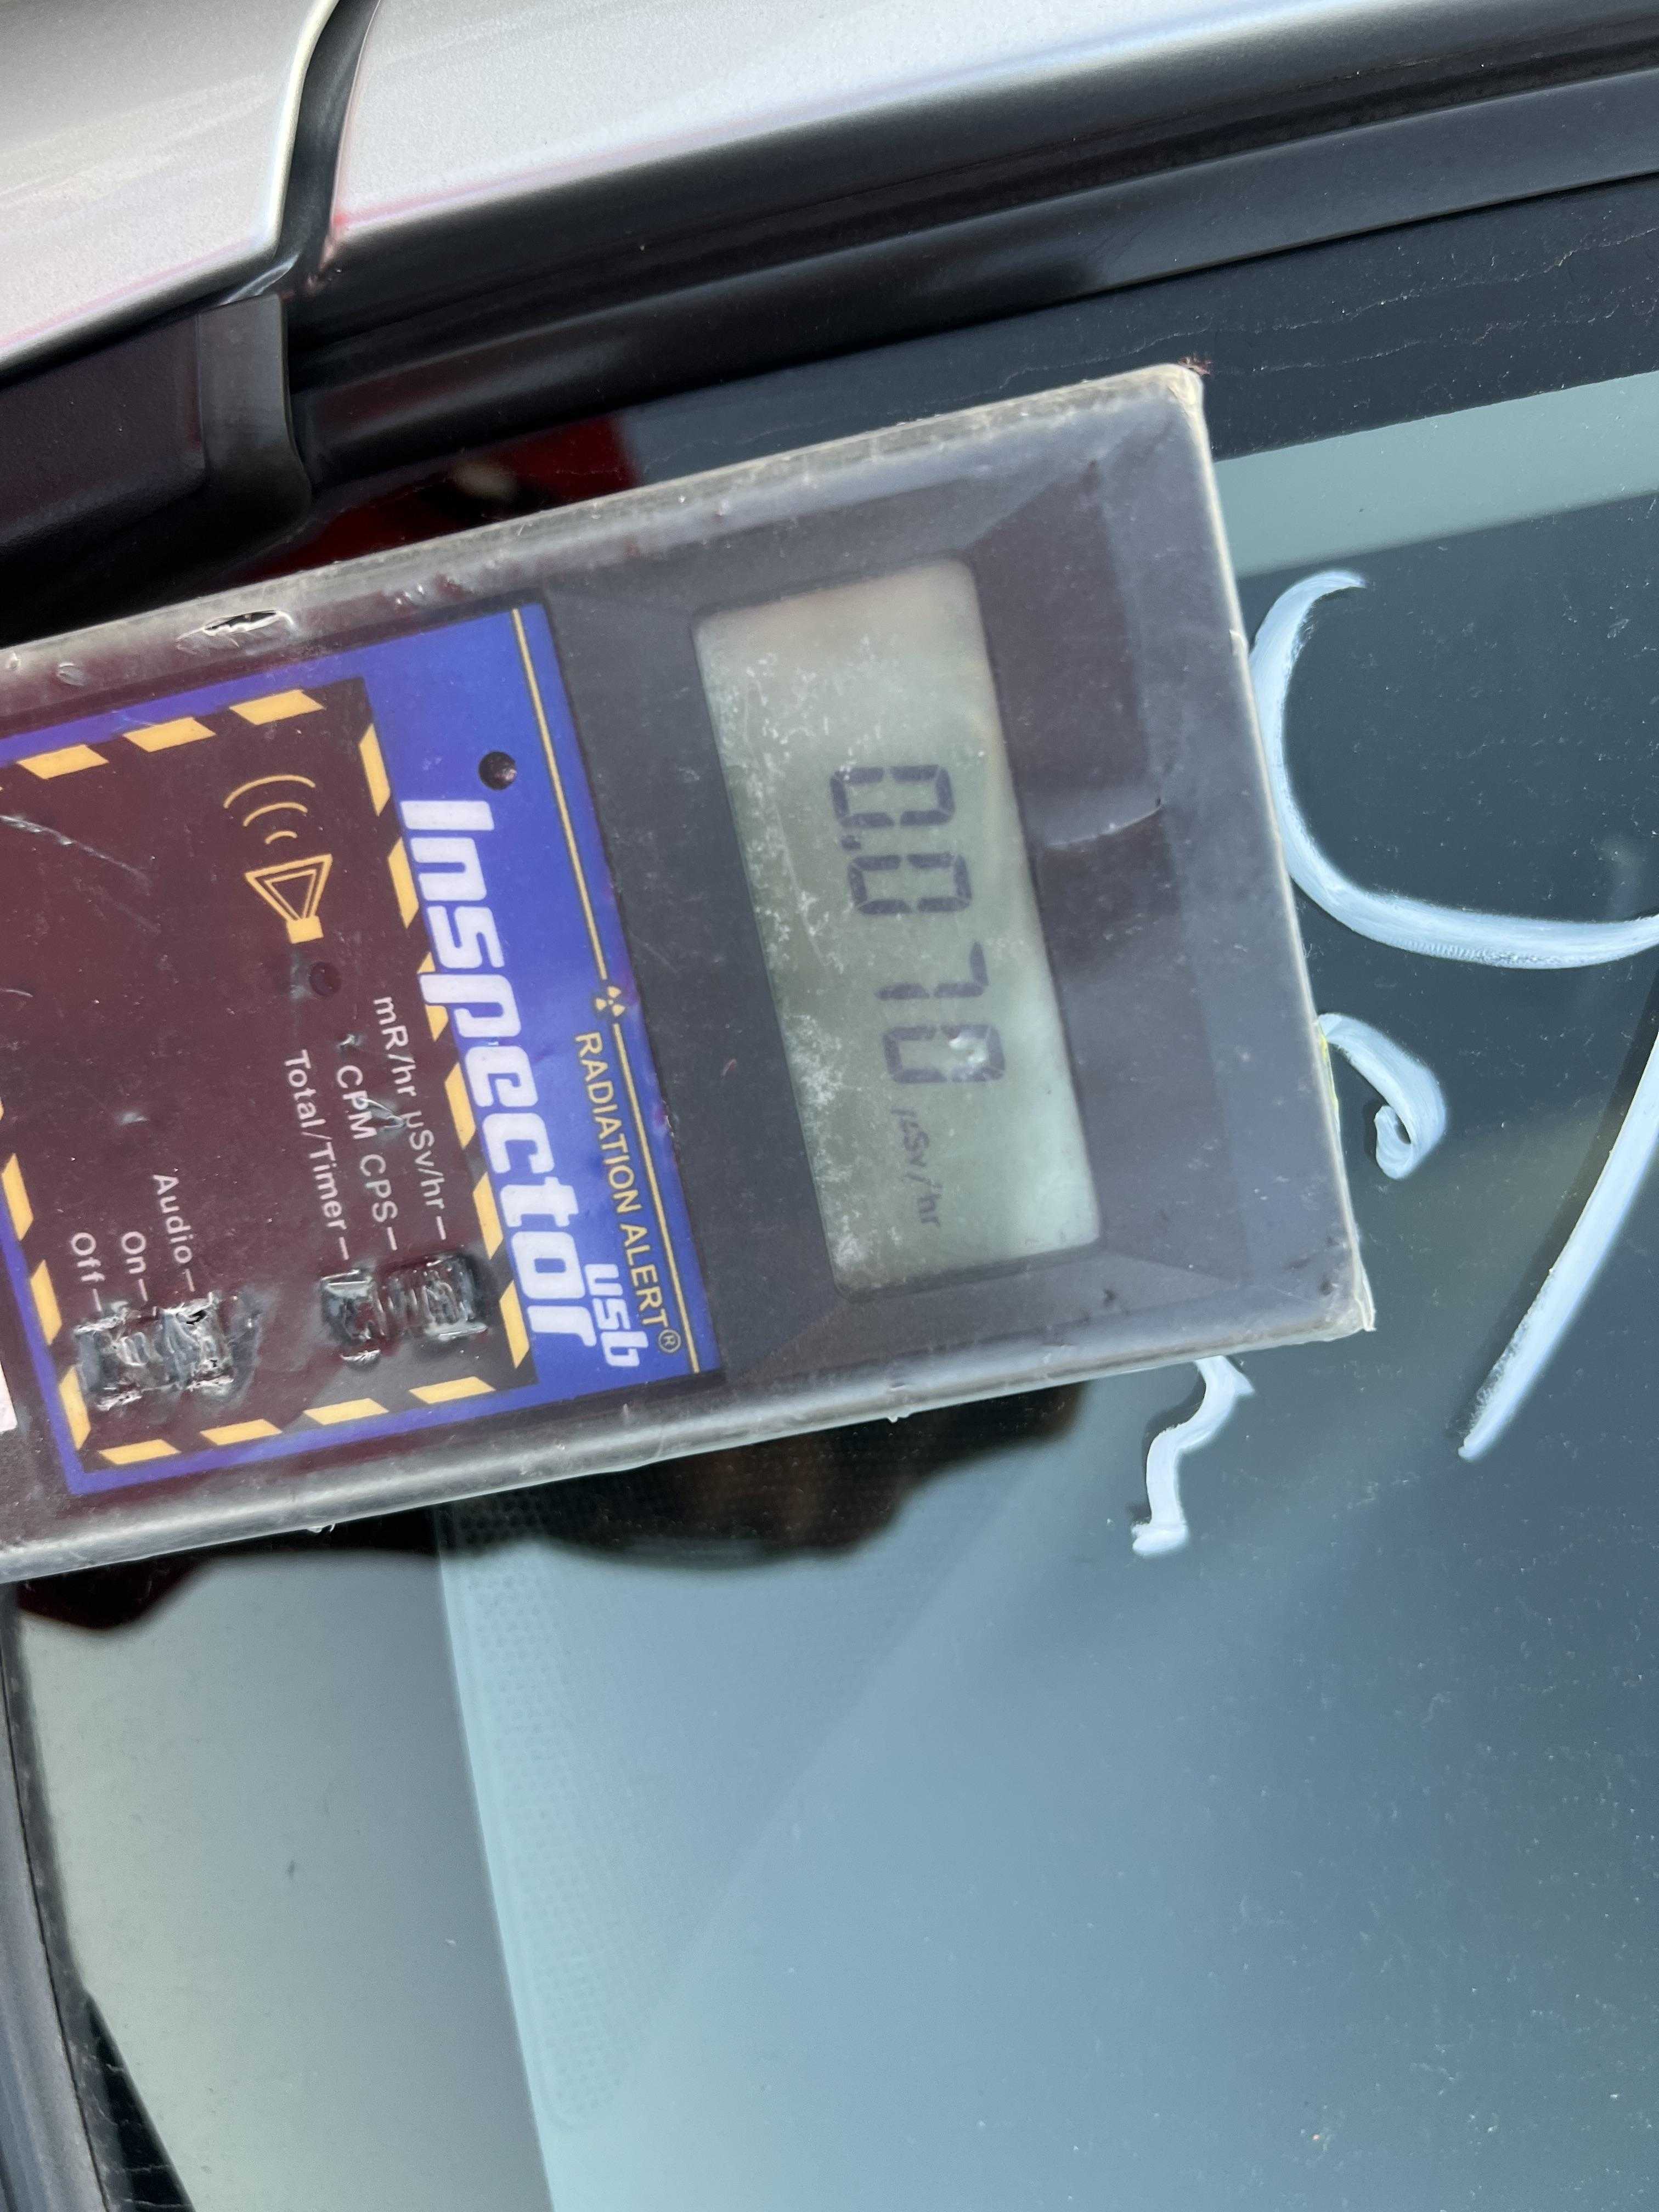 0.070 µSv/hr
RADIATION ALERT®
Inspector usb
mR/hr µSv/hr
CPM CPS
Total/Timer
Audio
On
Off